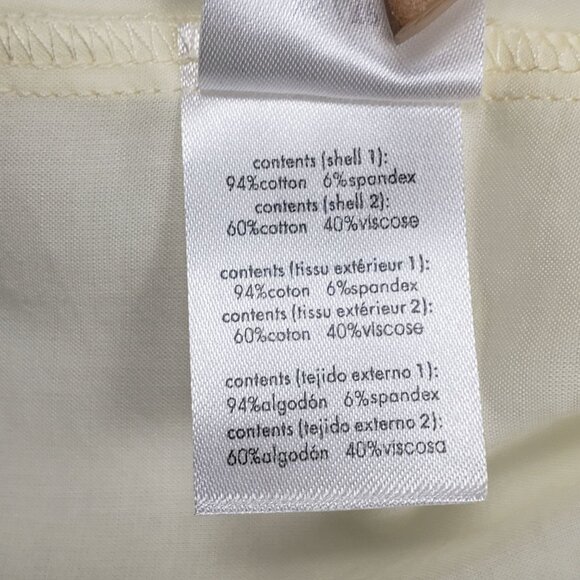 contents (shell 1):
94%cotton 6%spandex
contents (shell 2):
60%cotton 40%viscose
contents (tissu extérieur 1):
94%coton 6%spandex
contents (tissu extérieur 2):
60%coton 40%viscose
contents (tejido externo 1):
94%algodón 6%spandex
contents (tejido externo 2):
60%algodón 40%viscosa